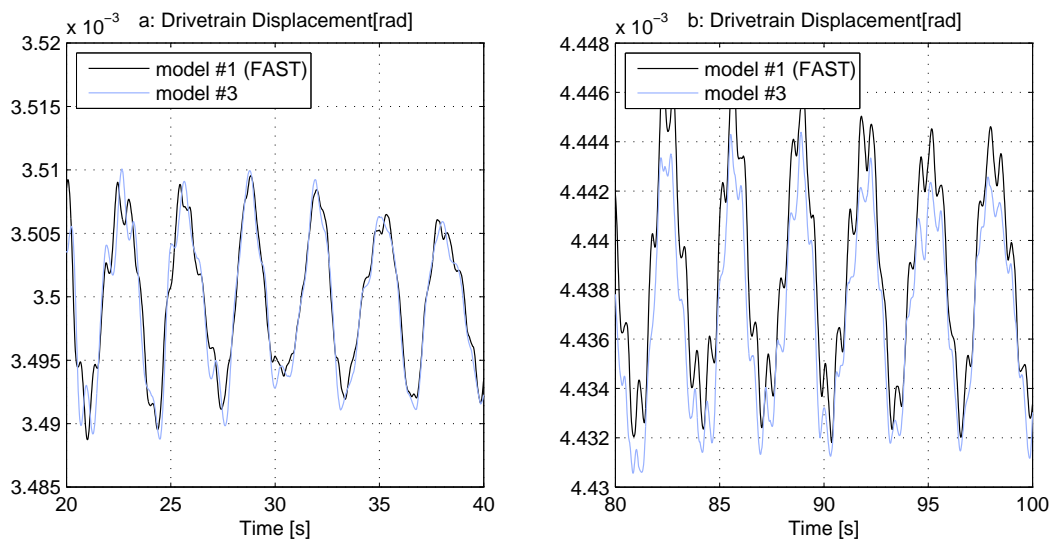 x 10⁻³
a: Drivetrain Displacement[rad]
3.52
3.515
3.51
3.505
3.5
3.495
3.49
3.485
model #1 (FAST)
model #3
20
25
30
35
40
Time [s]
x 10⁻³
b: Drivetrain Displacement[rad]
4.448
4.446
4.444
4.442
4.44
4.438
4.436
4.434
4.432
4.43
model #1 (FAST)
model #3
80
85
90
95
100
Time [s]